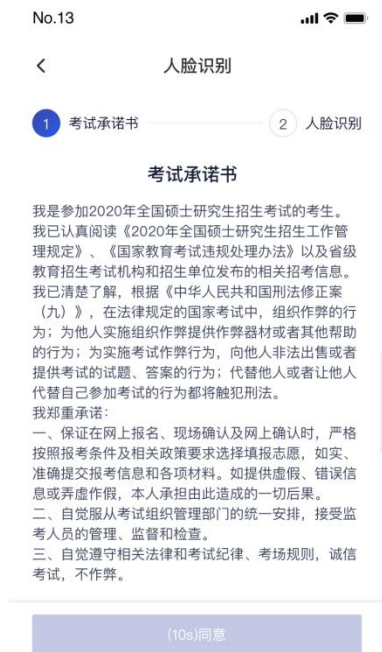 No.13
人脸识别
1 考试承诺书 2 人脸识别
考试承诺书
我是参加2020年全国硕士研究生招生考试的考生。
我已认真阅读《2020年全国硕士研究生招生工作管
理规定》、《国家教育考试违规处理办法》以及省级
教育招生考试机构和招生单位发布的相关招考信息。
我已清楚了解，根据《中华人民共和国刑法修正案
（九）》，在法律规定的国家考试中，组织作弊的行
为；为他人实施组织作弊提供作弊器材或者其他帮助
的行为；为实施考试作弊行为，向他人非法出售或者
提供考试的试题、答案的行为；代替他人或者让他人
代替自己参加考试的行为都将触犯刑法。
我郑重承诺：
一、保证在网上报名、现场确认及网上确认时，严格
按照报考条件及相关政策要求选择填报志愿，如实、
准确提交报考信息和各项材料。如提供虚假、错误信
息或弄虚作假，本人承担由此造成的一切后果。
二、自觉服从考试组织管理部门的统一安排，接受监
考人员的管理、监督和检查。
三、自觉遵守相关法律和考试纪律、考场规则，诚信
考试，不作弊。
(10s)同意